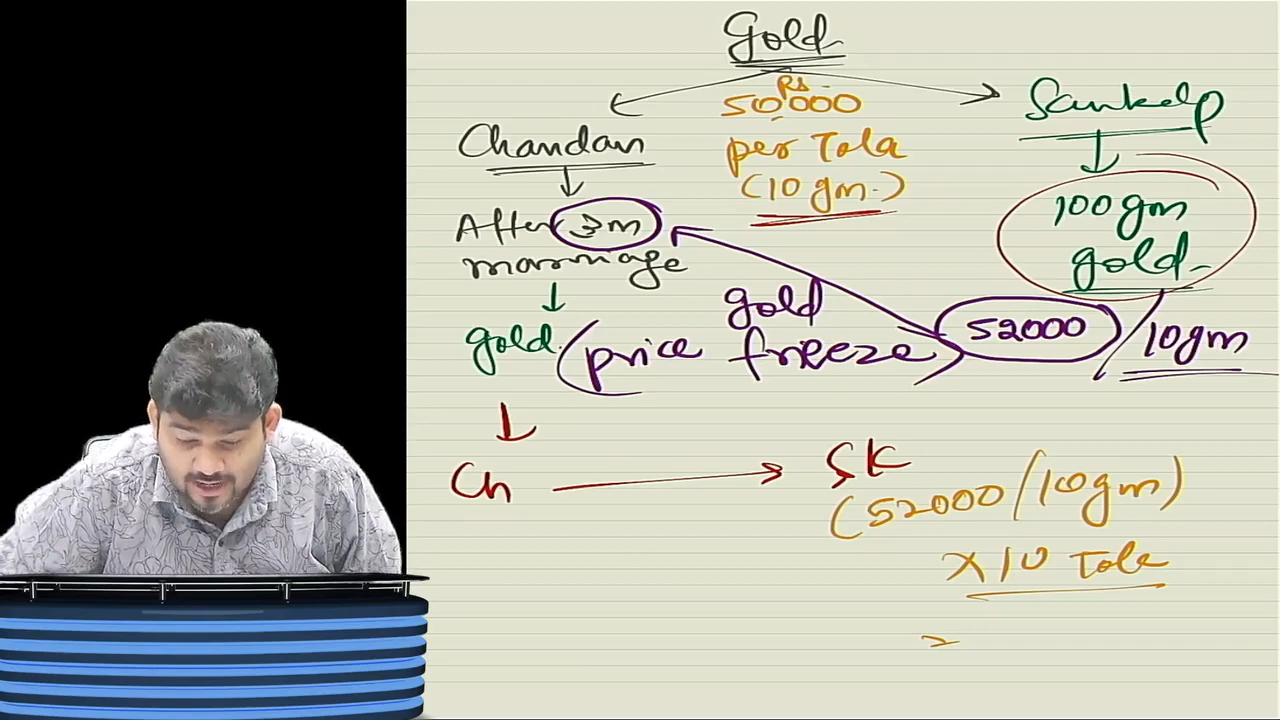 Gold
Rs.
50,000
per Tola
(10 gm.)
Chandan
After 3m
marriage
gold
Sankalp
100 gm
gold
gold
(price freeze)
52000 / 10gm
Ch
SK
(52000/10gm)
x10 Tola
=